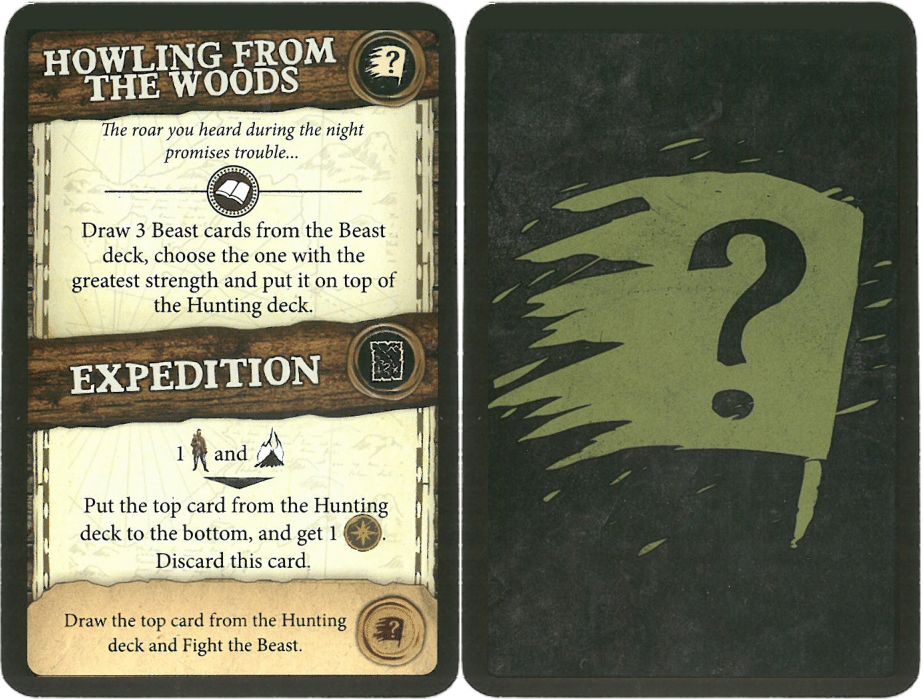 HOWLING FROM
THE WOODS
?
The roar you heard during the night
promises trouble...
Draw 3 Beast cards from the Beast
deck, choose the one with the
greatest strength and put it on top of
the Hunting deck.
EXPEDITION
1 and
Put the top card from the Hunting
deck to the bottom, and get 1 .
Discard this card.
Draw the top card from the Hunting
deck and Fight the Beast.
?
?